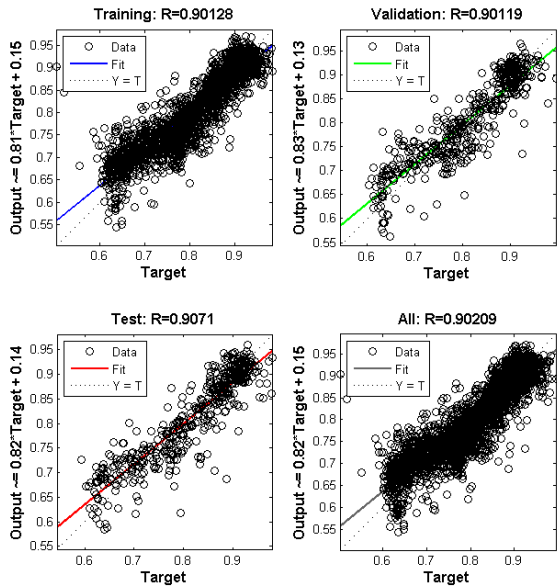 Training: R=0.90128
Output ~= 0.81*Target + 0.15
0.95
0.9
0.85
0.8
0.75
0.7
0.65
0.6
0.55
Data
Fit
Y = T
0.6 0.7 0.8 0.9
Target
Validation: R=0.90119
Output ~= 0.83*Target + 0.13
0.95
0.9
0.85
0.8
0.75
0.7
0.65
0.6
0.55
Data
Fit
Y = T
0.6 0.7 0.8 0.9
Target
Test: R=0.9071
Output ~= 0.82*Target + 0.14
0.95
0.9
0.85
0.8
0.75
0.7
0.65
0.6
0.55
Data
Fit
Y = T
0.6 0.7 0.8 0.9
Target
All: R=0.90209
Output ~= 0.82*Target + 0.15
0.95
0.9
0.85
0.8
0.75
0.7
0.65
0.6
0.55
Data
Fit
Y = T
0.6 0.7 0.8 0.9
Target